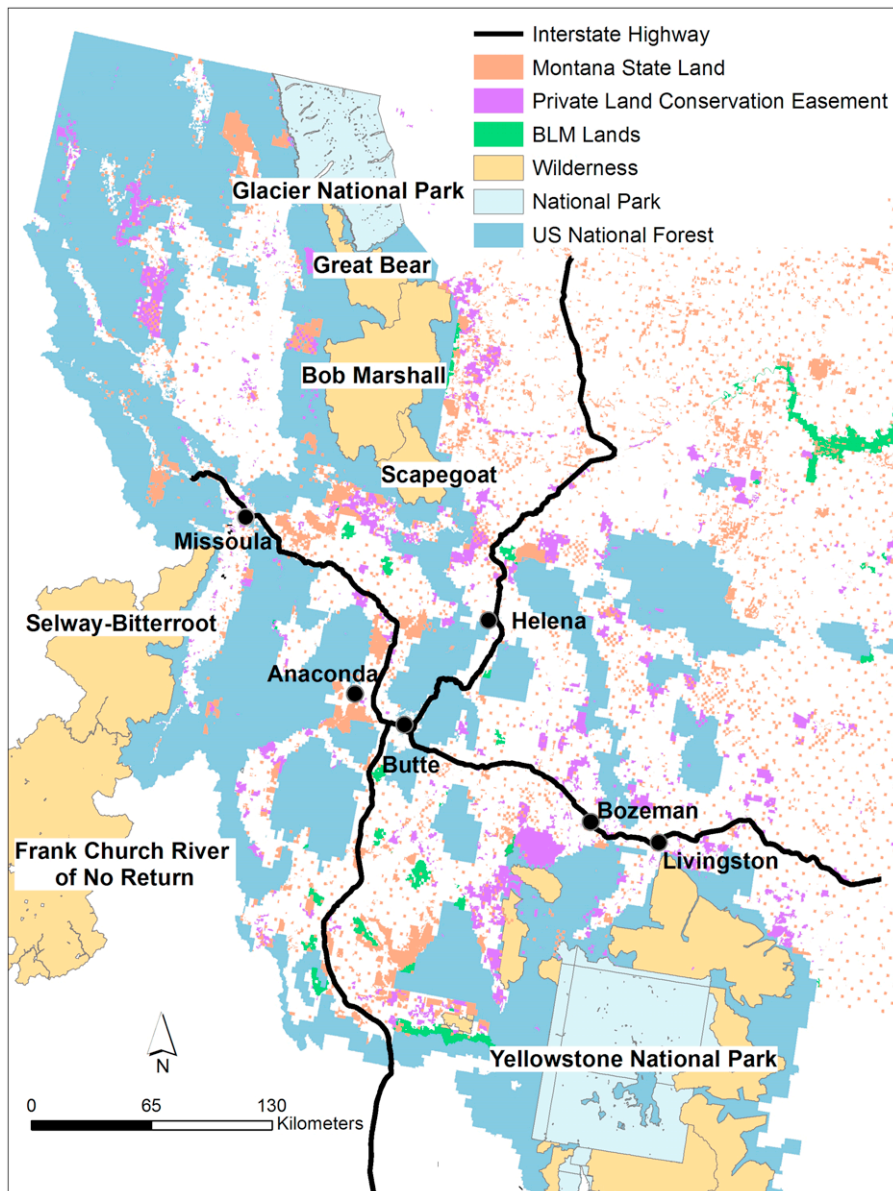 Interstate Highway
Montana State Land
Private Land Conservation Easement
BLM Lands
Wilderness
National Park
US National Forest
Glacier National Park
Great Bear
Bob Marshall
Scapegoat
Missoula
Selway-Bitterroot
Helena
Anaconda
Butte
Bozeman
Livingston
Frank Church River
of No Return
Yellowstone National Park
N
0 65 130
Kilometers